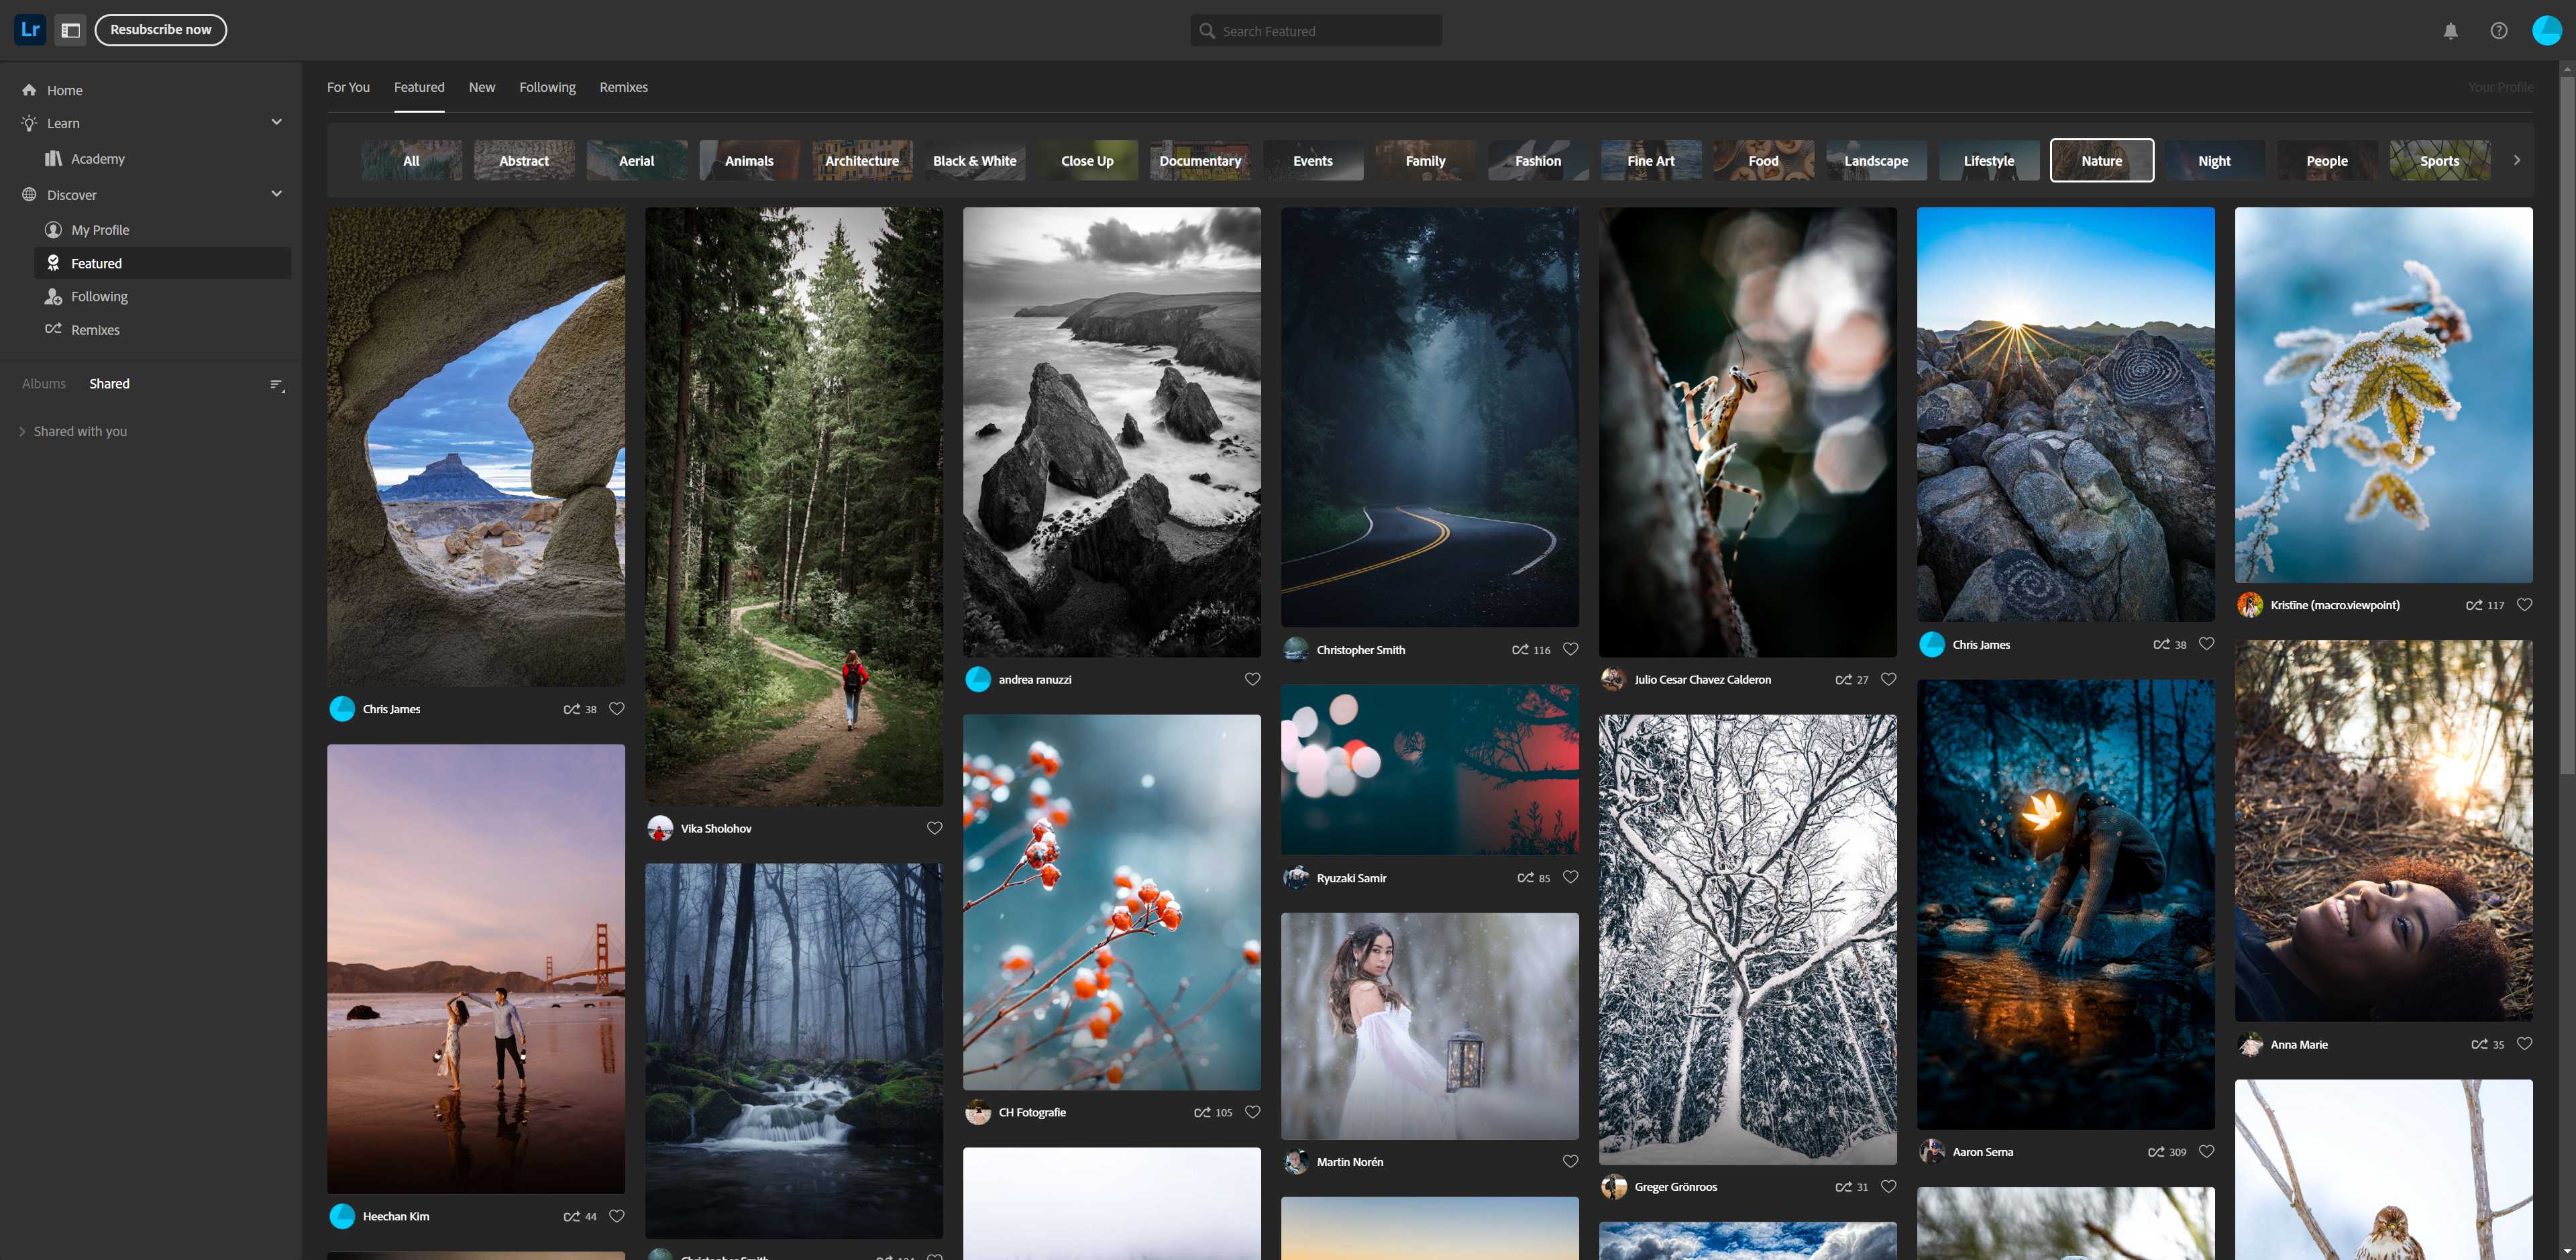 Lr
Resubscribe now
Search Featured
Home
Learn
Academy
Discover
My Profile
Featured
Following
Remixes
Albums
Shared
Shared with you
For You
Featured
New
Following
Remixes
Your Profile
All
Abstract
Aerial
Animals
Architecture
Black & White
Close Up
Documentary
Events
Family
Fashion
Fine Art
Food
Landscape
Lifestyle
Nature
Night
People
Sports
Chris James
38
Heechan Kim
44
Vika Sholohov
Christopher Smith
andrea ranuzzi
CH Fotografie
105
Christopher Smith
116
Ryuzaki Samir
85
Martin Norén
Julio Cesar Chavez Calderon
27
Greger Grönroos
31
Chris James
38
Aaron Serna
309
Kristīne (macro.viewpoint)
117
Anna Marie
35